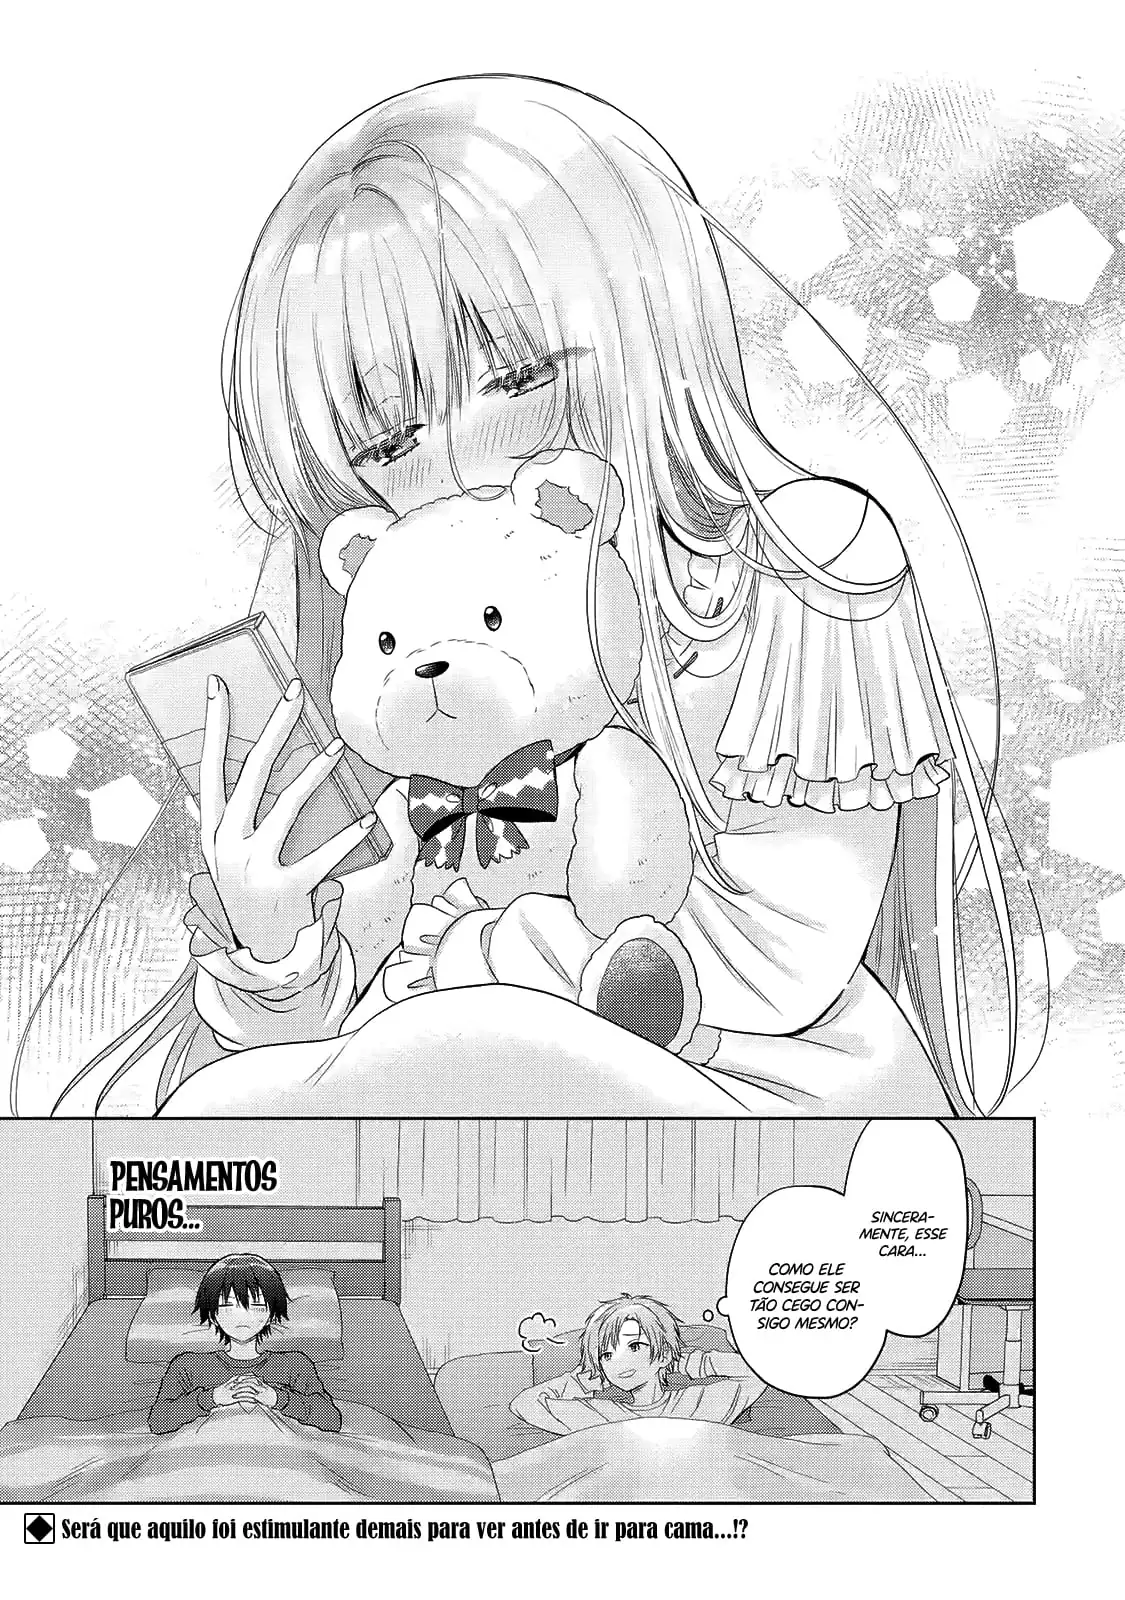 PENSAMENTOS
PUROS...
SINCERA-
MENTE, ESSE
CARA...
COMO ELE
CONSEGUE SER
TÃO CEGO CON-
SIGO MESMO?
Será que aquilo foi estimulante demais para ver antes de ir para cama...!?